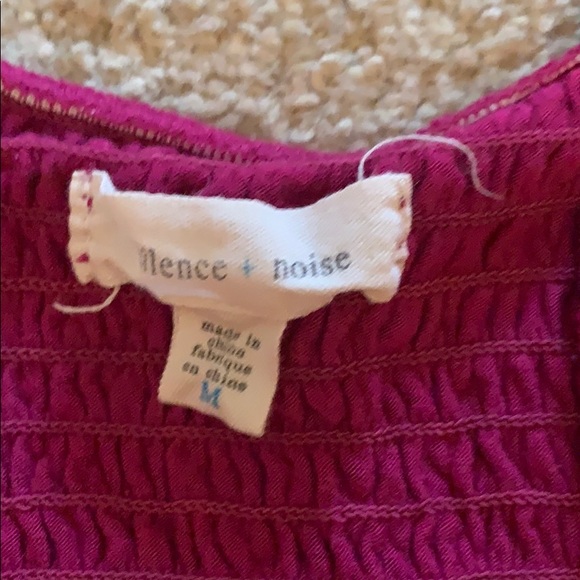 ilence + noise
made in
china
fabrique
en chine
M